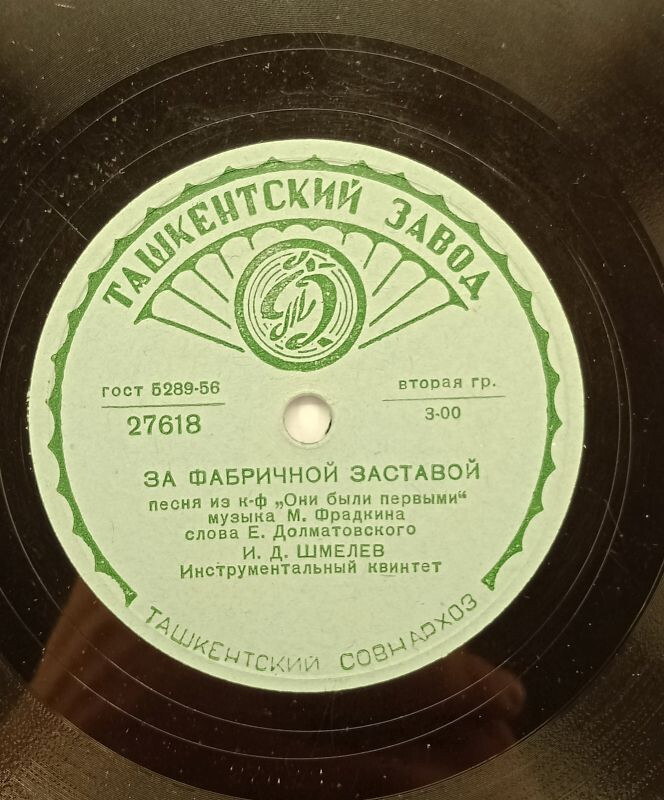 ТАШКЕНТСКИЙ ЗАВОД
гост 5289-56
27618
вторая гр.
3-00
ЗА ФАБРИЧНОЙ ЗАСТАВОЙ
песня из к-ф „Они были первыми“
музыка М. Фрадкина
слова Е. Долматовского
И. Д. ШМЕЛЕВ
Инструментальный квинтет
ТАШКЕНТСКИЙ СОВНАРХОЗ